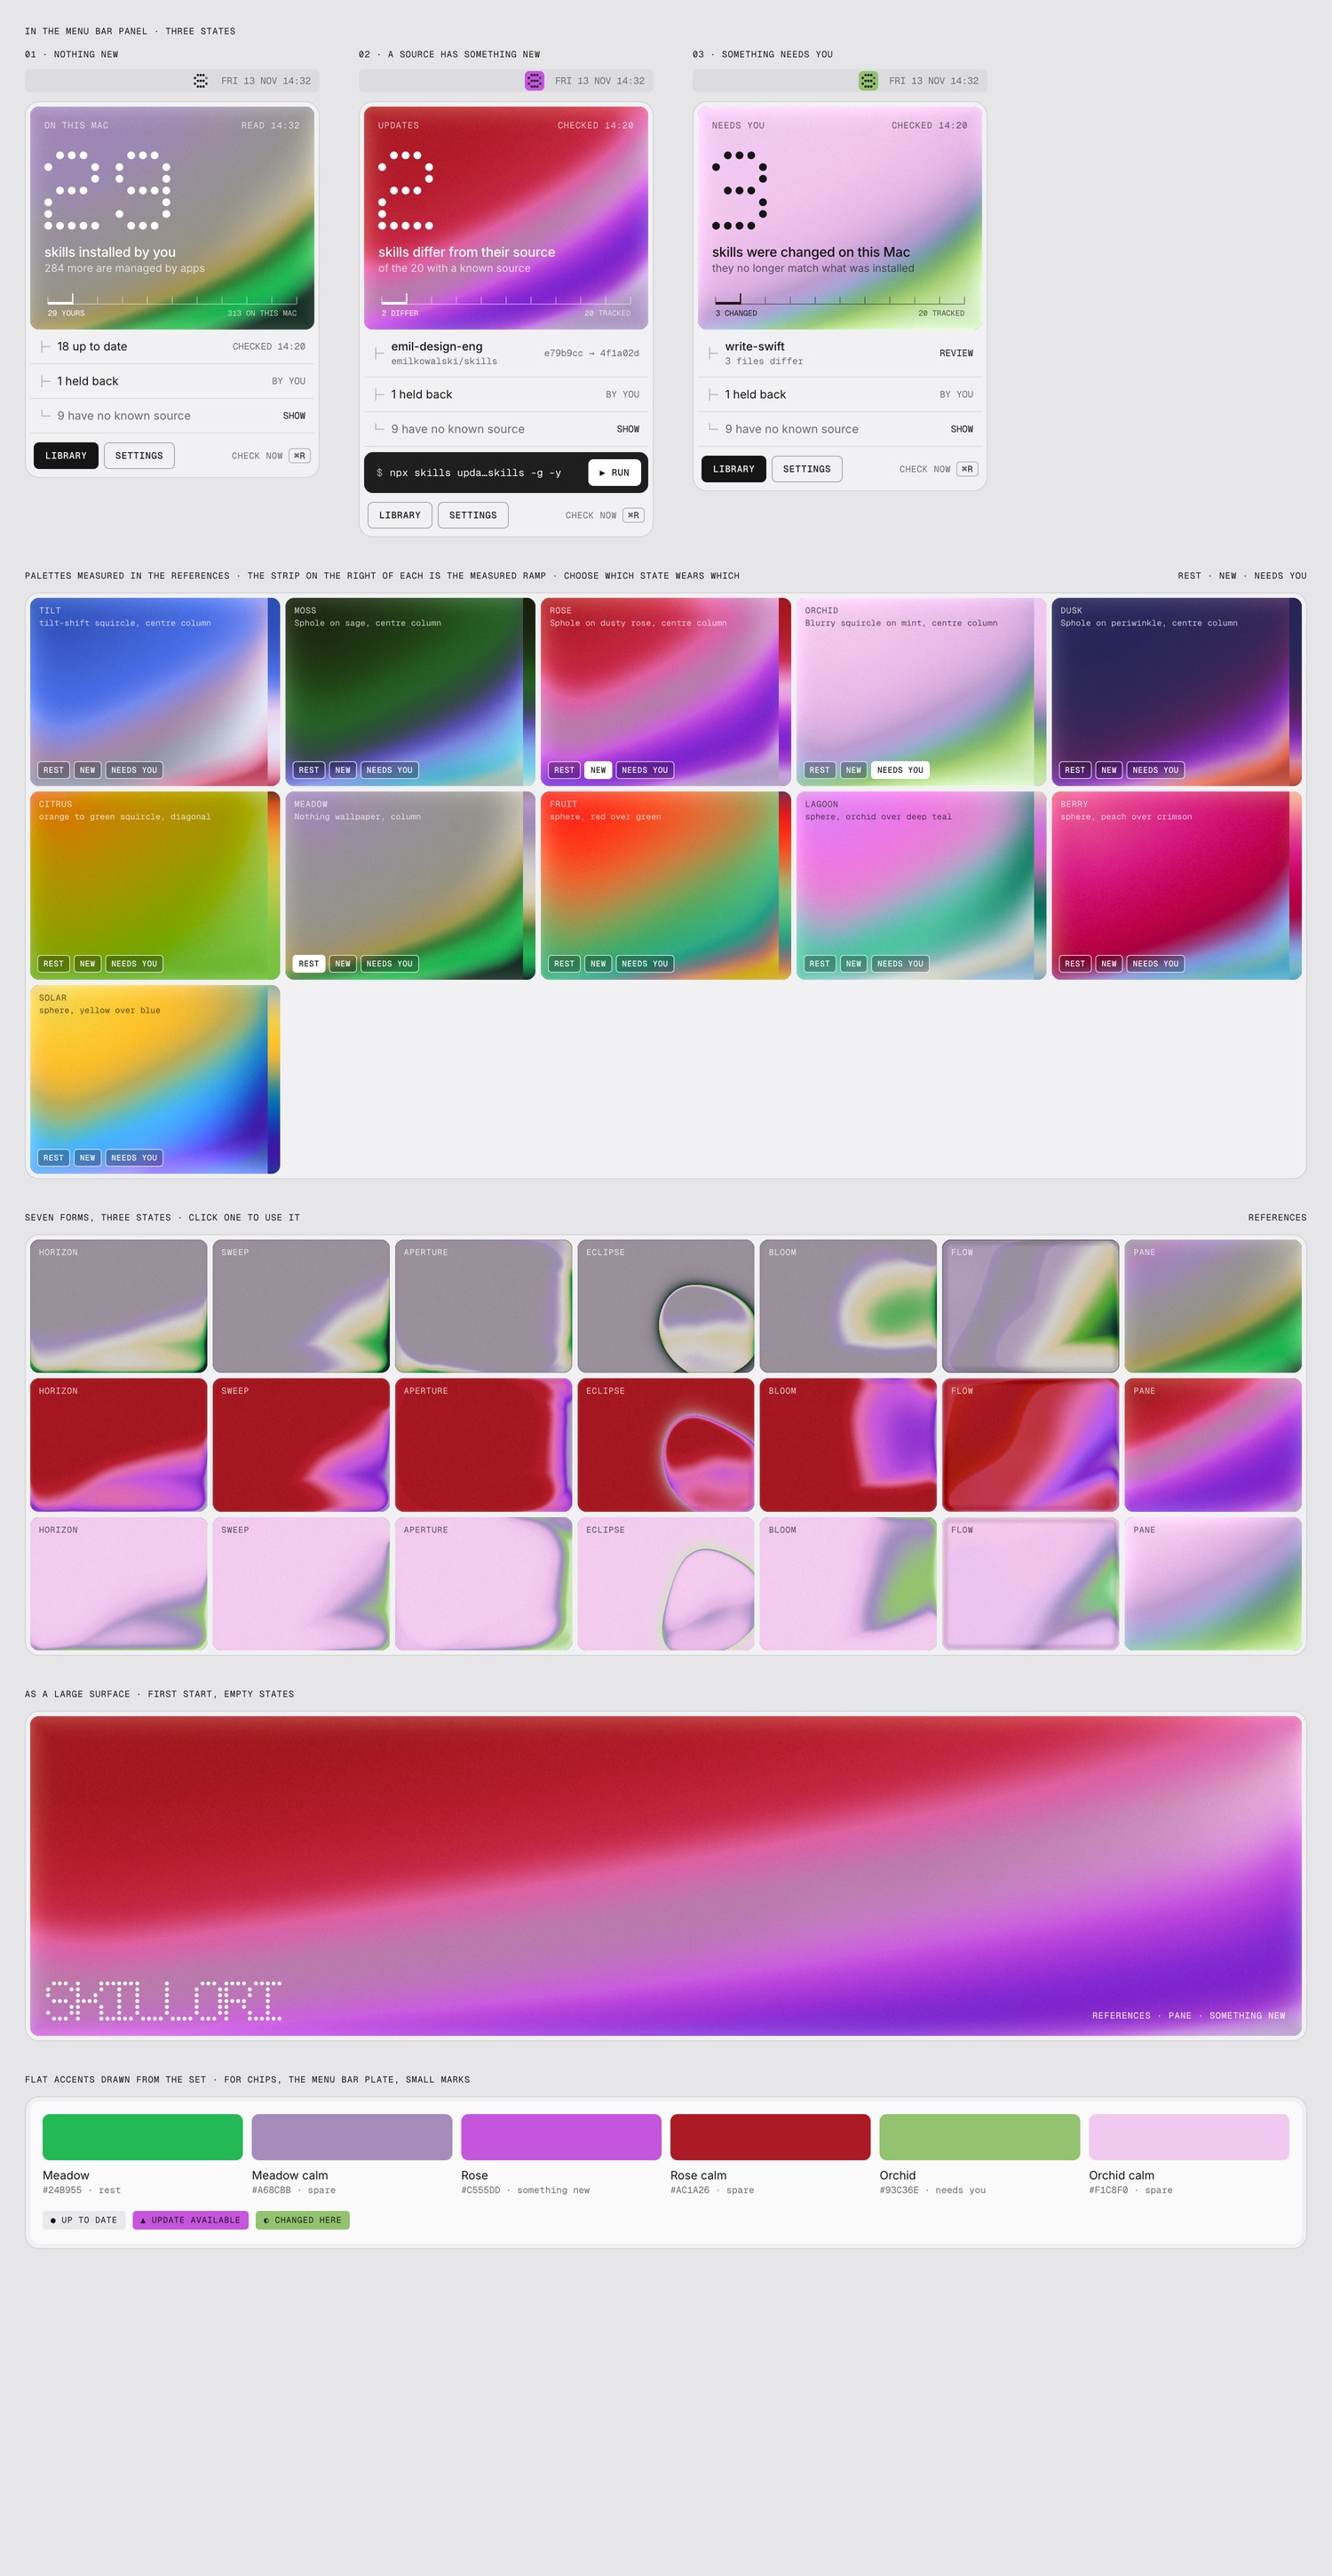 IN THE MENU BAR PANEL · THREE STATES
01 · NOTHING NEW
FRI 13 NOV 14:32
ON THIS MAC READ 14:32
29
skills installed by you
284 more are managed by apps
29 YOURS 313 ON THIS MAC
18 up to date CHECKED 14:20
1 held back BY YOU
9 have no known source SHOW
LIBRARY SETTINGS CHECK NOW ⌘R
02 · A SOURCE HAS SOMETHING NEW
FRI 13 NOV 14:32
UPDATES CHECKED 14:20
2
skills differ from their source
of the 20 with a known source
2 DIFFER 20 TRACKED
emil-design-eng
emilkowalski/skills e79b9cc → 4f1a02d
1 held back BY YOU
9 have no known source SHOW
$ npx skills upda…skills -g -y ▶ RUN
LIBRARY SETTINGS CHECK NOW ⌘R
03 · SOMETHING NEEDS YOU
FRI 13 NOV 14:32
NEEDS YOU CHECKED 14:20
3
skills were changed on this Mac
they no longer match what was installed
3 CHANGED 20 TRACKED
write-swift
3 files differ REVIEW
1 held back BY YOU
9 have no known source SHOW
LIBRARY SETTINGS CHECK NOW ⌘R
PALETTES MEASURED IN THE REFERENCES · THE STRIP ON THE RIGHT OF EACH IS THE MEASURED RAMP · CHOOSE WHICH STATE WEARS WHICH REST · NEW · NEEDS YOU
TILT
tilt-shift squircle, centre column
REST NEW NEEDS YOU
MOSS
Sphole on sage, centre column
REST NEW NEEDS YOU
ROSE
Sphole on dusty rose, centre column
REST NEW NEEDS YOU
ORCHID
Blurry squircle on mint, centre column
REST NEW NEEDS YOU
DUSK
Sphole on periwinkle, centre column
REST NEW NEEDS YOU
CITRUS
orange to green squircle, diagonal
REST NEW NEEDS YOU
MEADOW
Nothing wallpaper, column
REST NEW NEEDS YOU
FRUIT
sphere, red over green
REST NEW NEEDS YOU
LAGOON
sphere, orchid over deep teal
REST NEW NEEDS YOU
BERRY
sphere, peach over crimson
REST NEW NEEDS YOU
SOLAR
sphere, yellow over blue
REST NEW NEEDS YOU
SEVEN FORMS, THREE STATES · CLICK ONE TO USE IT REFERENCES
HORIZON SWEEP APERTURE ECLIPSE BLOOM FLOW PANE
HORIZON SWEEP APERTURE ECLIPSE BLOOM FLOW PANE
HORIZON SWEEP APERTURE ECLIPSE BLOOM FLOW PANE
AS A LARGE SURFACE · FIRST START, EMPTY STATES
SKILLORI
REFERENCES · PANE · SOMETHING NEW
FLAT ACCENTS DRAWN FROM THE SET · FOR CHIPS, THE MENU BAR PLATE, SMALL MARKS
Meadow
#24B955 · rest
Meadow calm
#A68CBB · spare
Rose
#C555DD · something new
Rose calm
#AC1A26 · spare
Orchid
#93C36E · needs you
Orchid calm
#F1C8F0 · spare
● UP TO DATE ▲ UPDATE AVAILABLE ◐ CHANGED HERE